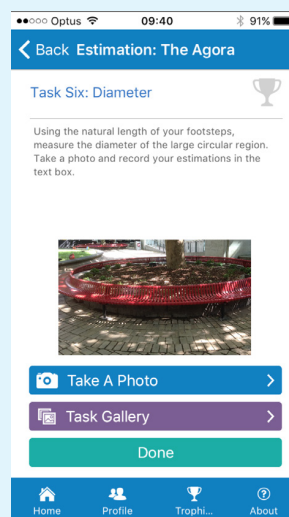 Optus 09:40 91%
Back Estimation: The Agora
Task Six: Diameter
Using the natural length of your footsteps,
measure the diameter of the large circular region.
Take a photo and record your estimations in the
text box.
Take A Photo
Task Gallery
Done
Home Profile Trophi... About